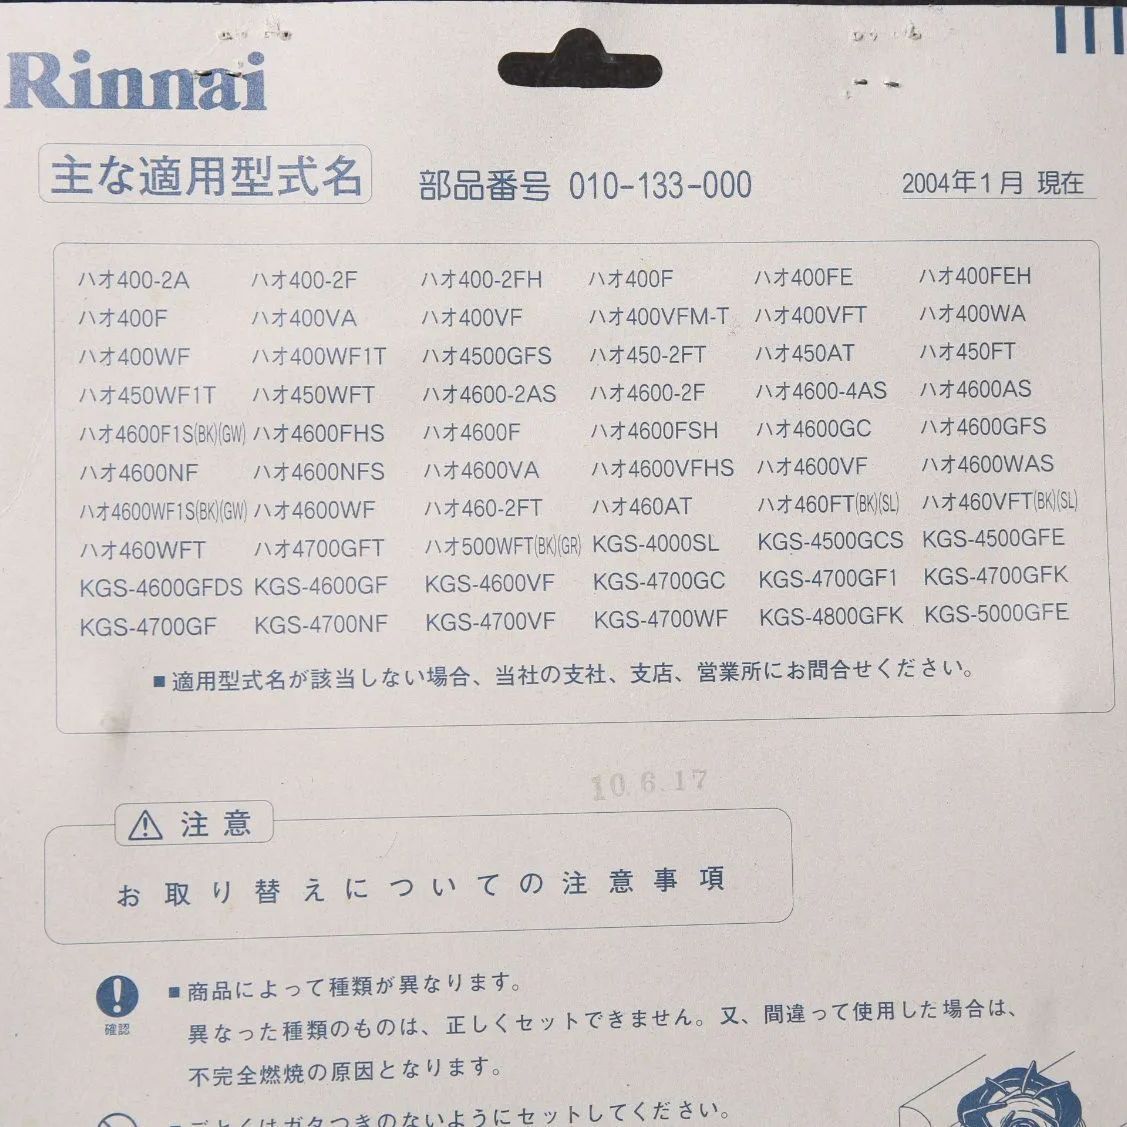 Rinnai
主な適用型式名
部品番号 010-133-000
2004年1月 現在
ハオ400-2A ハオ400-2F ハオ400-2FH ハオ400F ハオ400FE ハオ400FEH
ハオ400F ハオ400VA ハオ400VF ハオ400VFM-T ハオ400VFT ハオ400WA
ハオ400WF ハオ400WF1T ハオ4500GFS ハオ450-2FT ハオ450AT ハオ450FT
ハオ450WF1T ハオ450WFT ハオ4600-2AS ハオ4600-2F ハオ4600-4AS ハオ4600AS
ハオ4600F1S(BK)(GW) ハオ4600FHS ハオ4600F ハオ4600FSH ハオ4600GC ハオ4600GFS
ハオ4600NF ハオ4600NFS ハオ4600VA ハオ4600VFHS ハオ4600VF ハオ4600WAS
ハオ4600WF1S(BK)(GW) ハオ4600WF ハオ460-2FT ハオ460AT ハオ460FT(BK)(SL) ハオ460VFT(BK)(SL)
ハオ460WFT ハオ4700GFT ハオ500WFT(BK)(GR) KGS-4000SL KGS-4500GCS KGS-4500GFE
KGS-4600GFDS KGS-4600GF KGS-4600VF KGS-4700GC KGS-4700GF1 KGS-4700GFK
KGS-4700GF KGS-4700NF KGS-4700VF KGS-4700WF KGS-4800GFK KGS-5000GFE
■適用型式名が該当しない場合、当社の支社、支店、営業所にお問合せください。
10.6.17
注意
お取り替えについての注意事項
■商品によって種類が異なります。
確認
異なった種類のものは、正しくセットできません。又、間違って使用した場合は、
不完全燃焼の原因となります。
■ごとくはガタつきのないようにセットしてください。